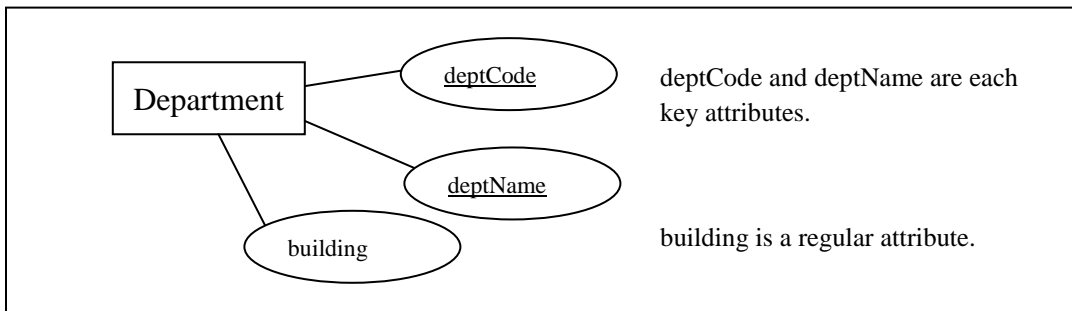 deptCode
Department
deptCode and deptName are each
key attributes.
deptName
building
building is a regular attribute.